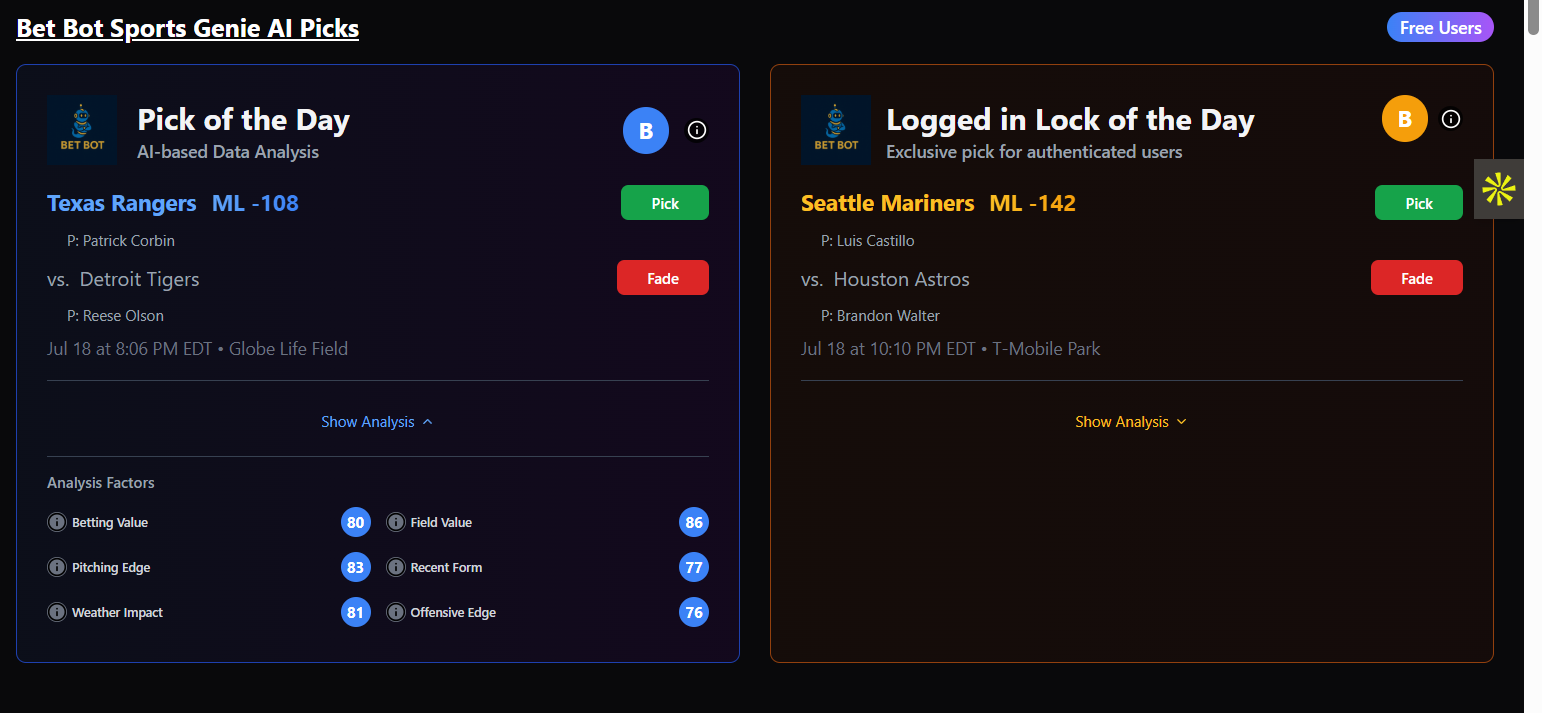 Bet Bot Sports Genie AI Picks
Free Users
BET BOT
Pick of the Day
AI-based Data Analysis
B
Texas Rangers ML -108
Pick
P: Patrick Corbin
vs. Detroit Tigers
Fade
P: Reese Olson
Jul 18 at 8:06 PM EDT • Globe Life Field
Show Analysis
Analysis Factors
Betting Value 80
Field Value 86
Pitching Edge 83
Recent Form 77
Weather Impact 81
Offensive Edge 76
BET BOT
Logged in Lock of the Day
Exclusive pick for authenticated users
B
Seattle Mariners ML -142
Pick
P: Luis Castillo
vs. Houston Astros
Fade
P: Brandon Walter
Jul 18 at 10:10 PM EDT • T-Mobile Park
Show Analysis